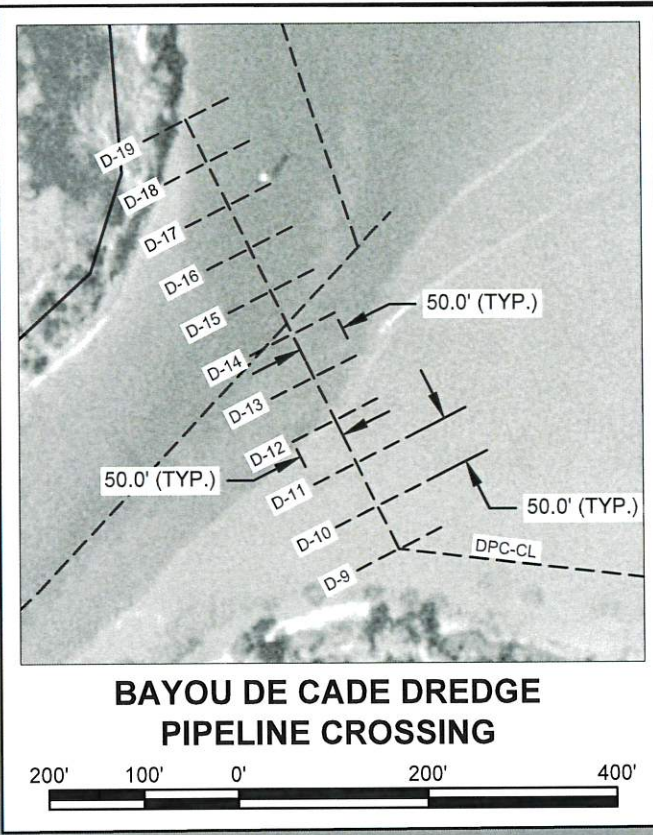 D-19
D-18
D-17
D-16
D-15
50.0' (TYP.)
D-14
D-13
D-12
50.0' (TYP.)
D-11
50.0' (TYP.)
D-10
DPC-CL
D-9
BAYOU DE CADE DREDGE
PIPELINE CROSSING
200' 100' 0' 200' 400'